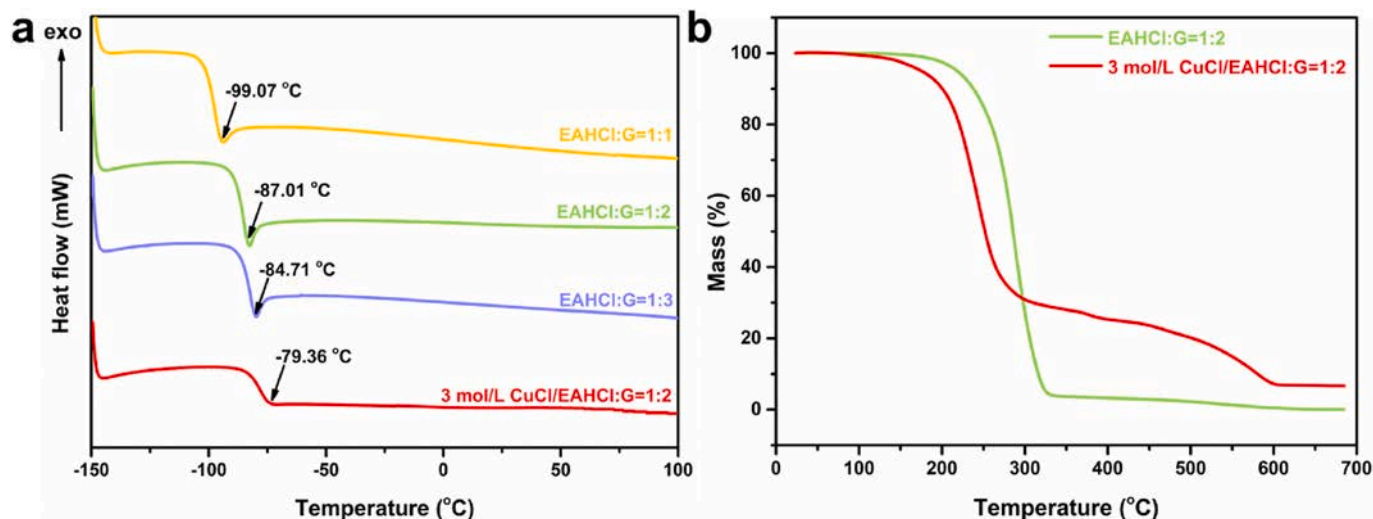 a
exo
Heat flow (mW)
-99.07 °C
EAHCl:G=1:1
-87.01 °C
EAHCl:G=1:2
-84.71 °C
EAHCl:G=1:3
-79.36 °C
3 mol/L CuCl/EAHCl:G=1:2
-150 -100 -50 0 50 100
Temperature (°C)
b
EAHCl:G=1:2
3 mol/L CuCl/EAHCl:G=1:2
Mass (%)
100
80
60
40
20
0
0 100 200 300 400 500 600 700
Temperature (°C)